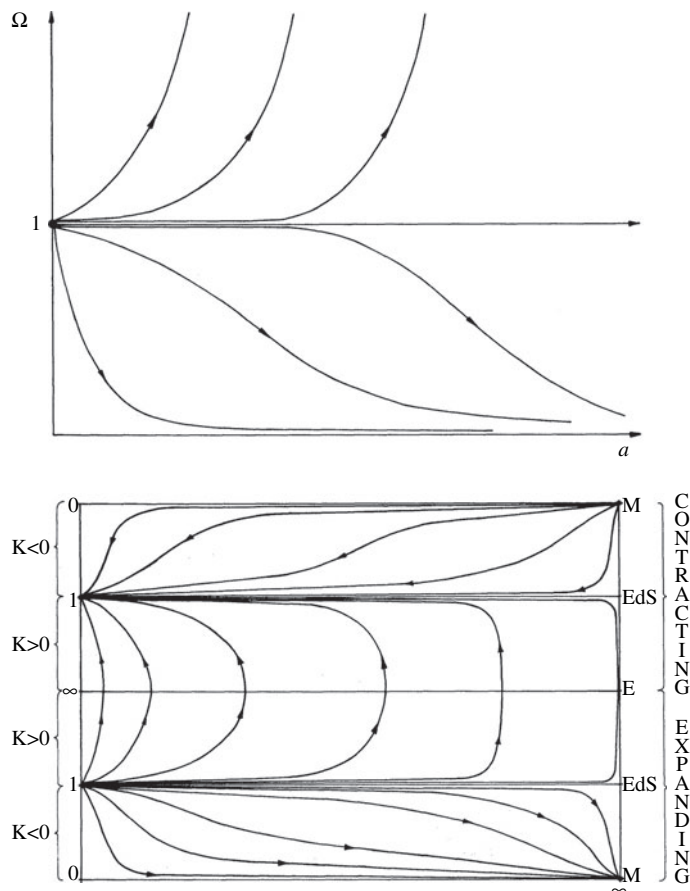 Ω
1
a
0
M
K<0
1
EdS
K>0
∞
E
K>0
1
EdS
K<0
0
M
∞
CONTRACTING
EXPANDING